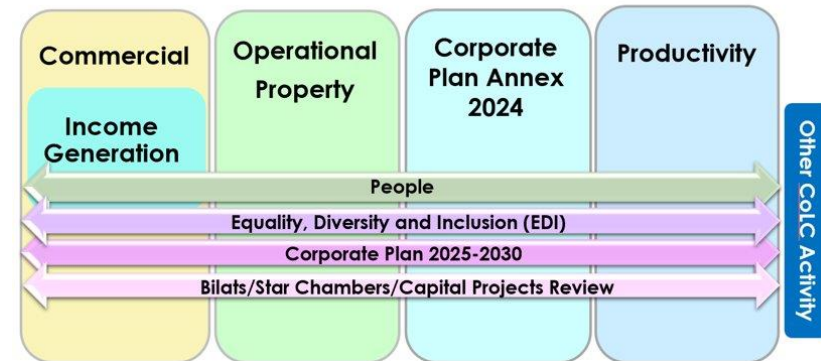 Commercial
Income
Generation
Operational
Property
Corporate
Plan Annex
2024
Productivity
People
Equality, Diversity and Inclusion (EDI)
Corporate Plan 2025-2030
Bilats/Star Chambers/Capital Projects Review
Other CoLC Activity